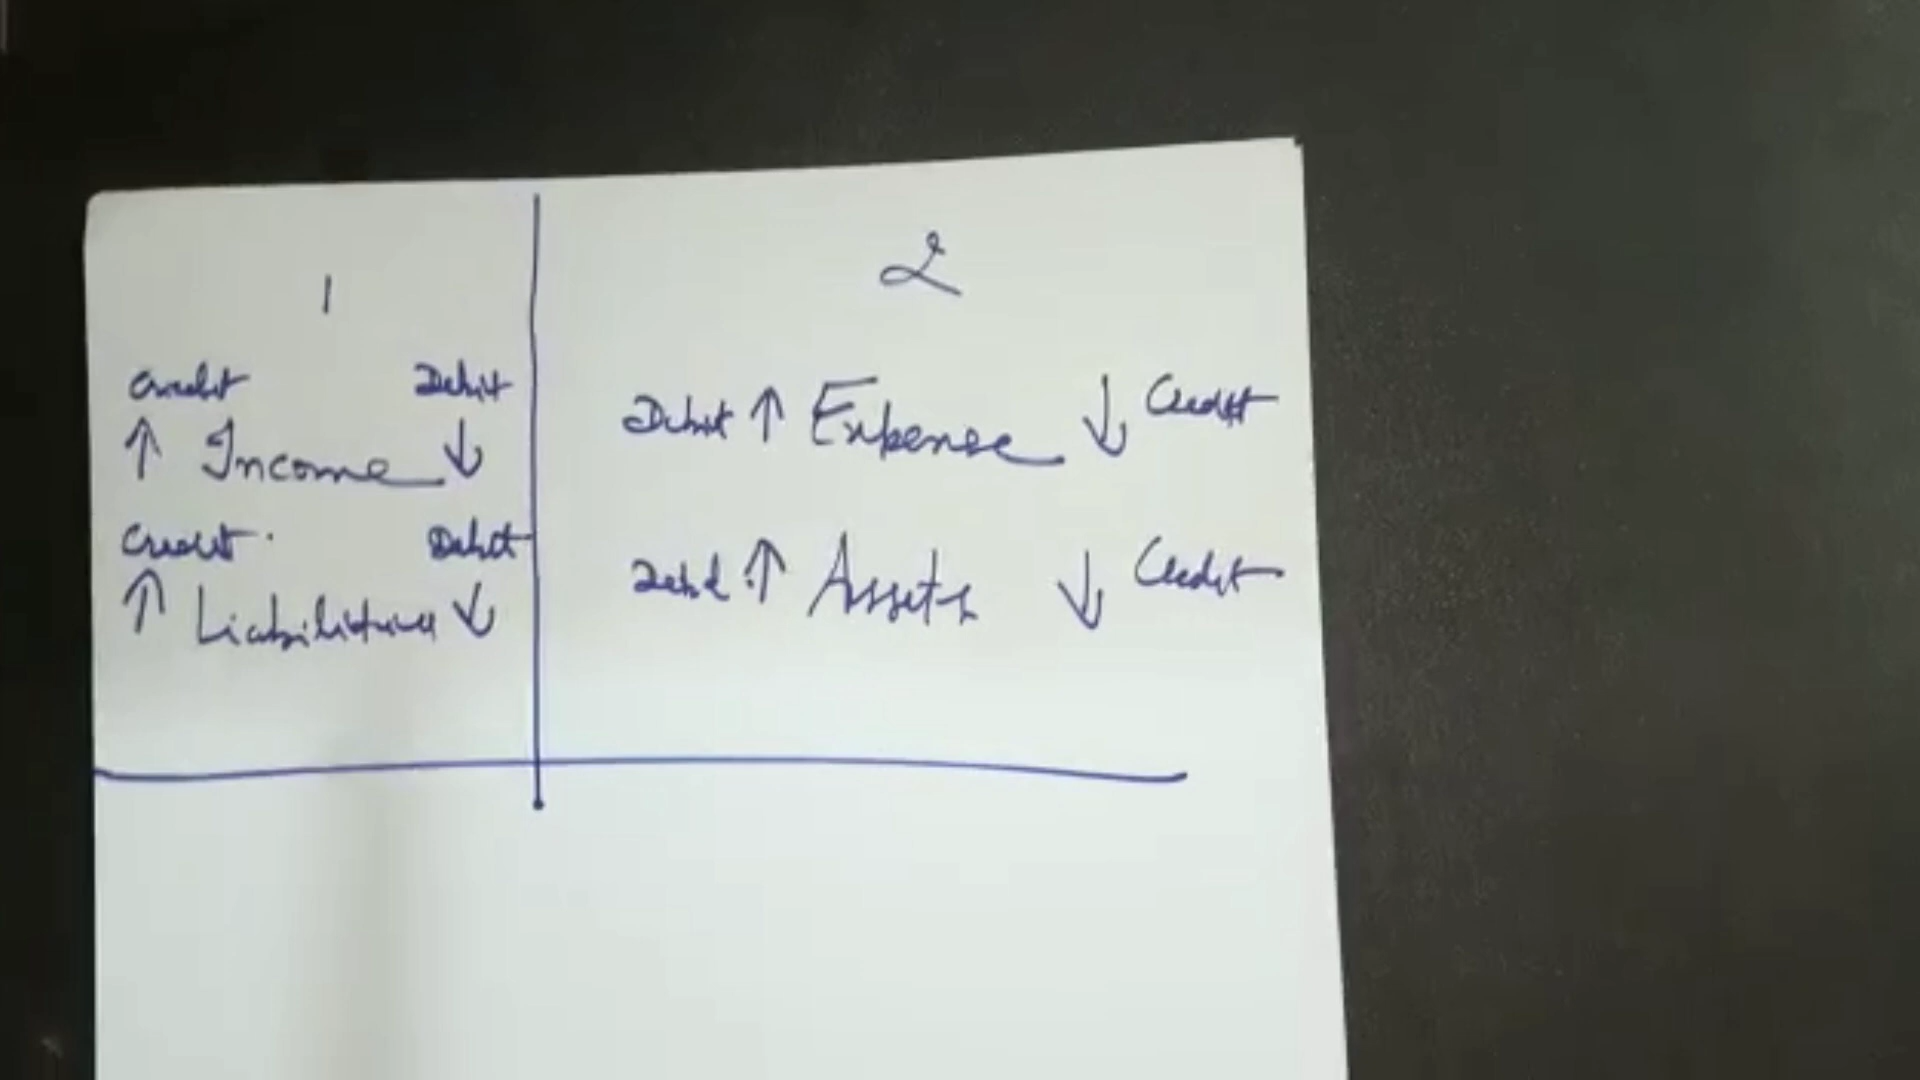 1
Credit Debit
↑ Income ↓
Credit Debit
↑ Liabilities ↓
2
Debit ↑ Expense ↓ Credit
Debit ↑ Assets ↓ Credit